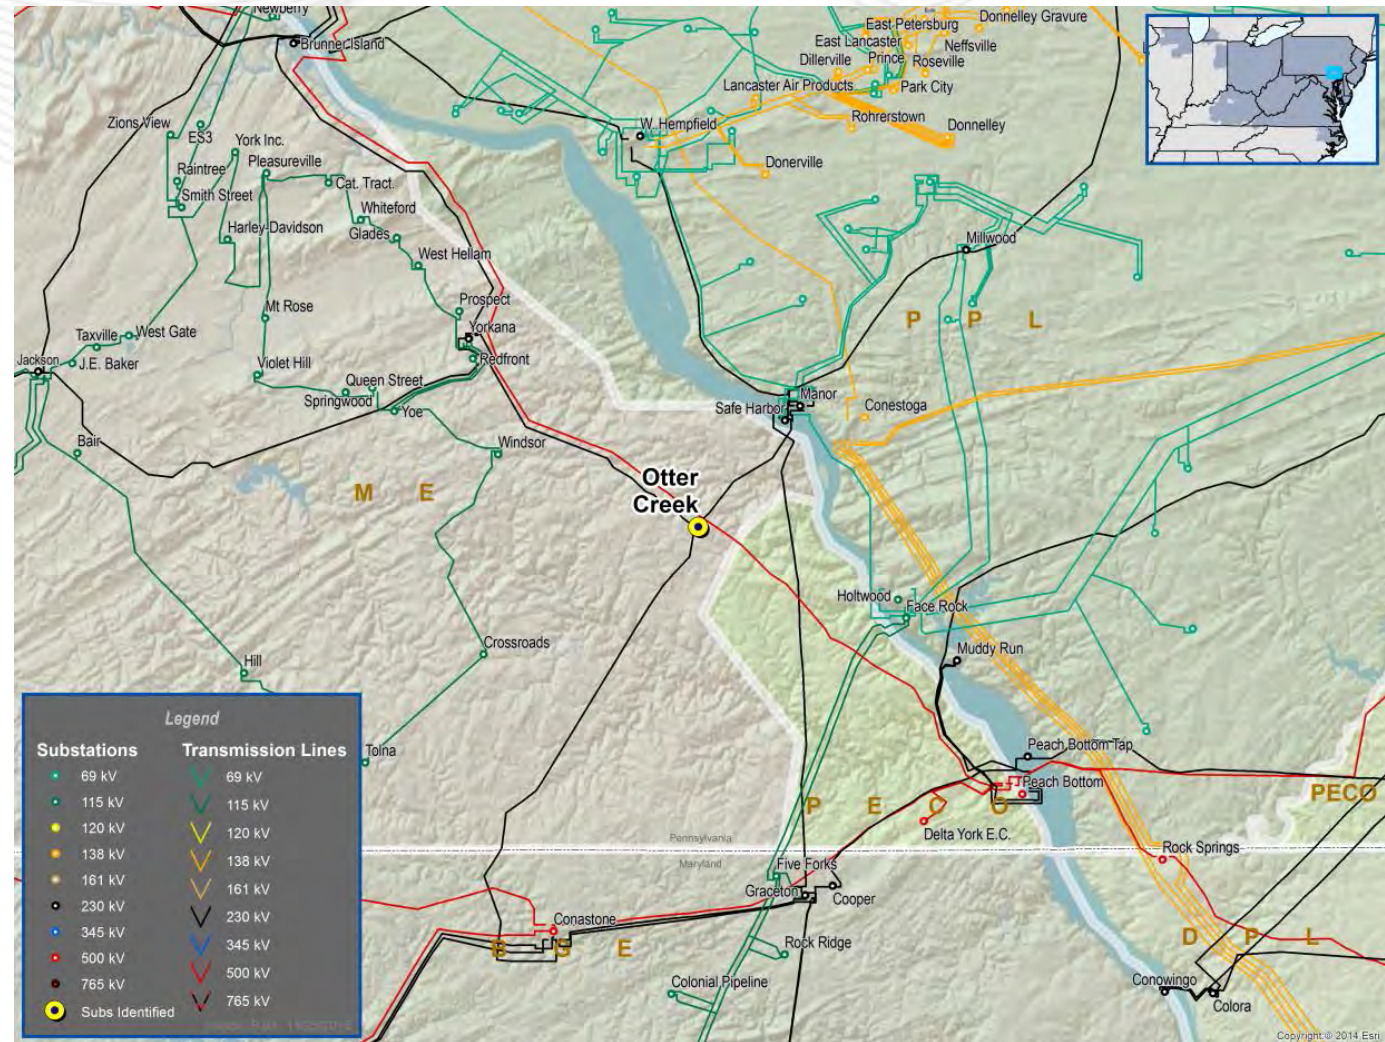 Newberry
Brunner Island
East Petersburg
Donnelley Gravure
East Lancaster
Neffsville
Dillerville
Prince
Roseville
Lancaster Air Products
Park City
Rohrerstown
Donnelley
W. Hempfield
Donerville
Zions View
ES3
York Inc.
Pleasureville
Raintree
Cat. Tract.
Smith Street
Whiteford
Harley-Davidson
Glades
West Hellam
Millwood
Mt Rose
Prospect
P P L
Taxville
West Gate
Yorkana
Jackson
J.E. Baker
Violet Hill
Redfront
Queen Street
Springwood
Yoe
Manor
Safe Harbor
Conestoga
Bair
Windsor
Otter
Creek
M E
Holtwood
Face Rock
Crossroads
Muddy Run
Hill
Tolna
Peach Bottom Tap
Peach Bottom
P E C O
PECO
Delta York E.C.
Pennsylvania
Maryland
Rock Springs
Five Forks
Graceton
Cooper
Conastone
B G E
Rock Ridge
D P L
Colonial Pipeline
Conowingo
Colora
Legend
Substations
Transmission Lines
69 kV
69 kV
115 kV
115 kV
120 kV
120 kV
138 kV
138 kV
161 kV
161 kV
230 kV
230 kV
345 kV
345 kV
500 kV
500 kV
765 kV
765 kV
Subs Identified
Copyright:© 2014 Esri